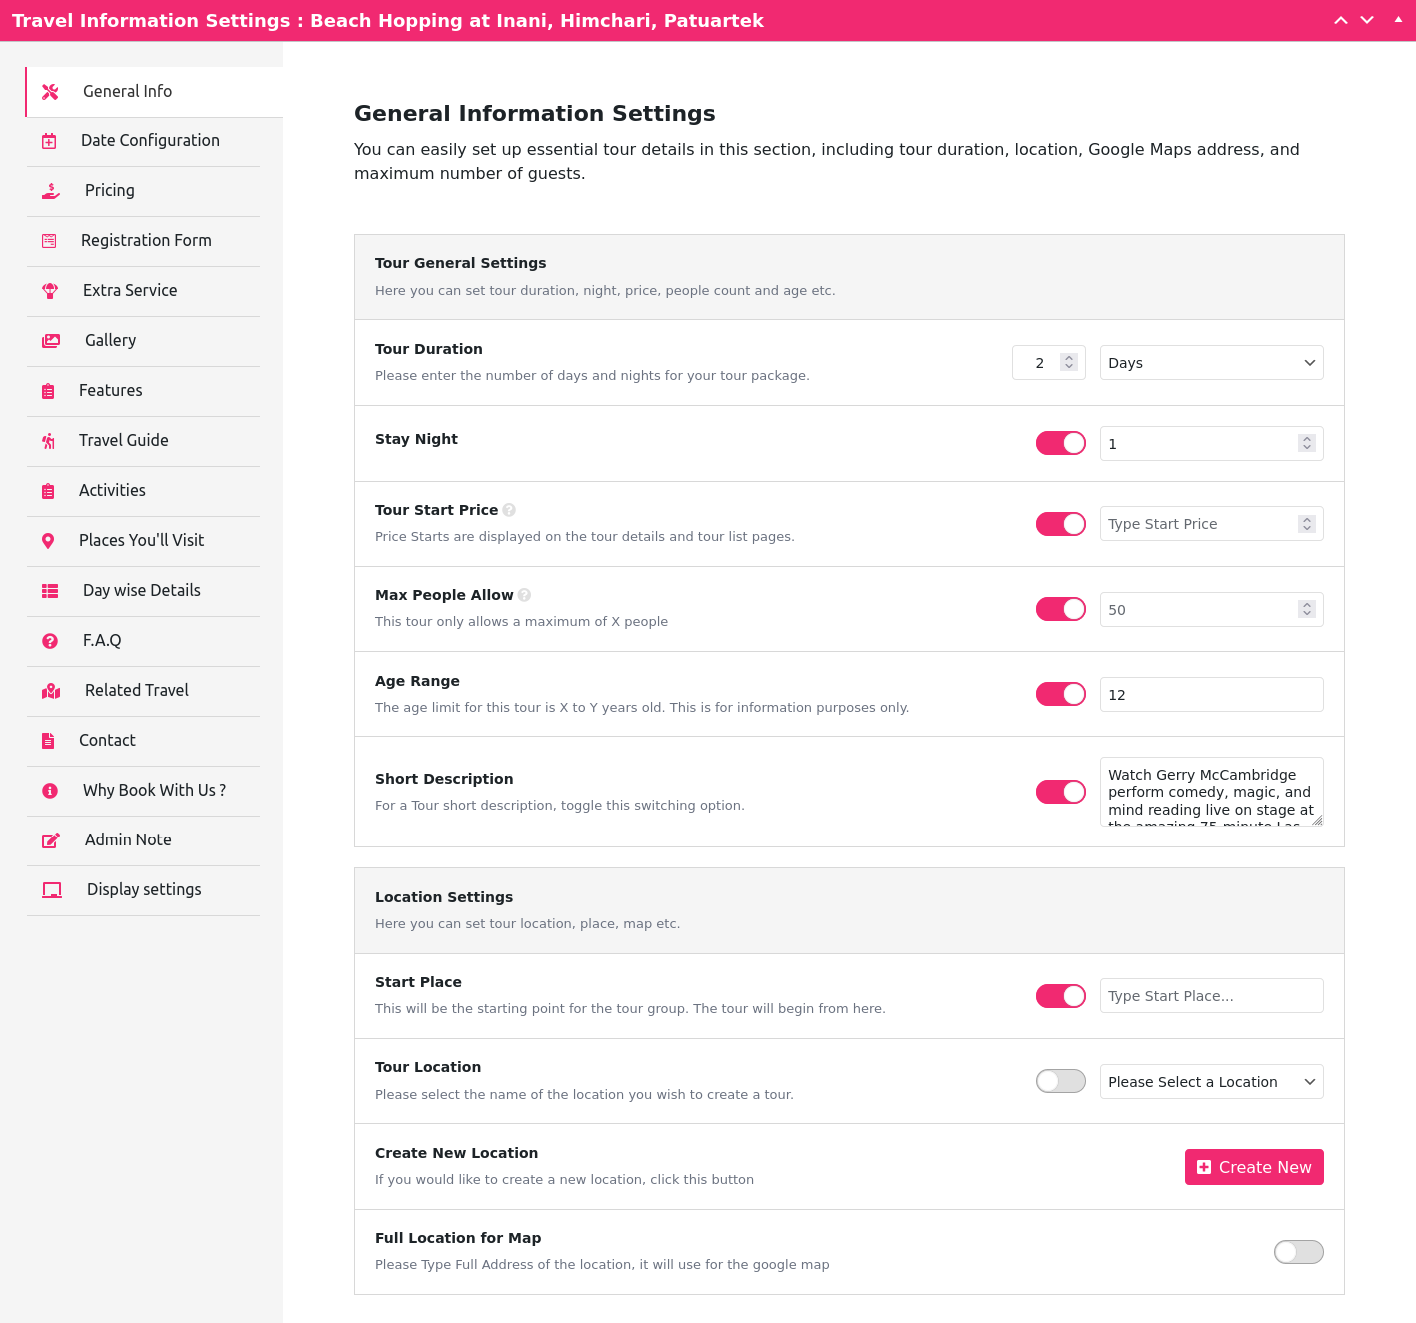 Travel Information Settings : Beach Hopping at Inani, Himchari, Patuartek
General Info
Date Configuration
Pricing
Registration Form
Extra Service
Gallery
Features
Travel Guide
Activities
Places You'll Visit
Day wise Details
F.A.Q
Related Travel
Contact
Why Book With Us ?
Admin Note
Display settings
General Information Settings
You can easily set up essential tour details in this section, including tour duration, location, Google Maps address, and
maximum number of guests.
Tour General Settings
Here you can set tour duration, night, price, people count and age etc.
Tour Duration
Please enter the number of days and nights for your tour package.
2
Days
Stay Night
1
Tour Start Price
Price Starts are displayed on the tour details and tour list pages.
Type Start Price
Max People Allow
This tour only allows a maximum of X people
50
Age Range
The age limit for this tour is X to Y years old. This is for information purposes only.
12
Short Description
For a Tour short description, toggle this switching option.
Watch Gerry McCambridge
perform comedy, magic, and
mind reading live on stage at
the amazing 75-minute Las
Location Settings
Here you can set tour location, place, map etc.
Start Place
This will be the starting point for the tour group. The tour will begin from here.
Type Start Place...
Tour Location
Please select the name of the location you wish to create a tour.
Please Select a Location
Create New Location
If you would like to create a new location, click this button
Create New
Full Location for Map
Please Type Full Address of the location, it will use for the google map